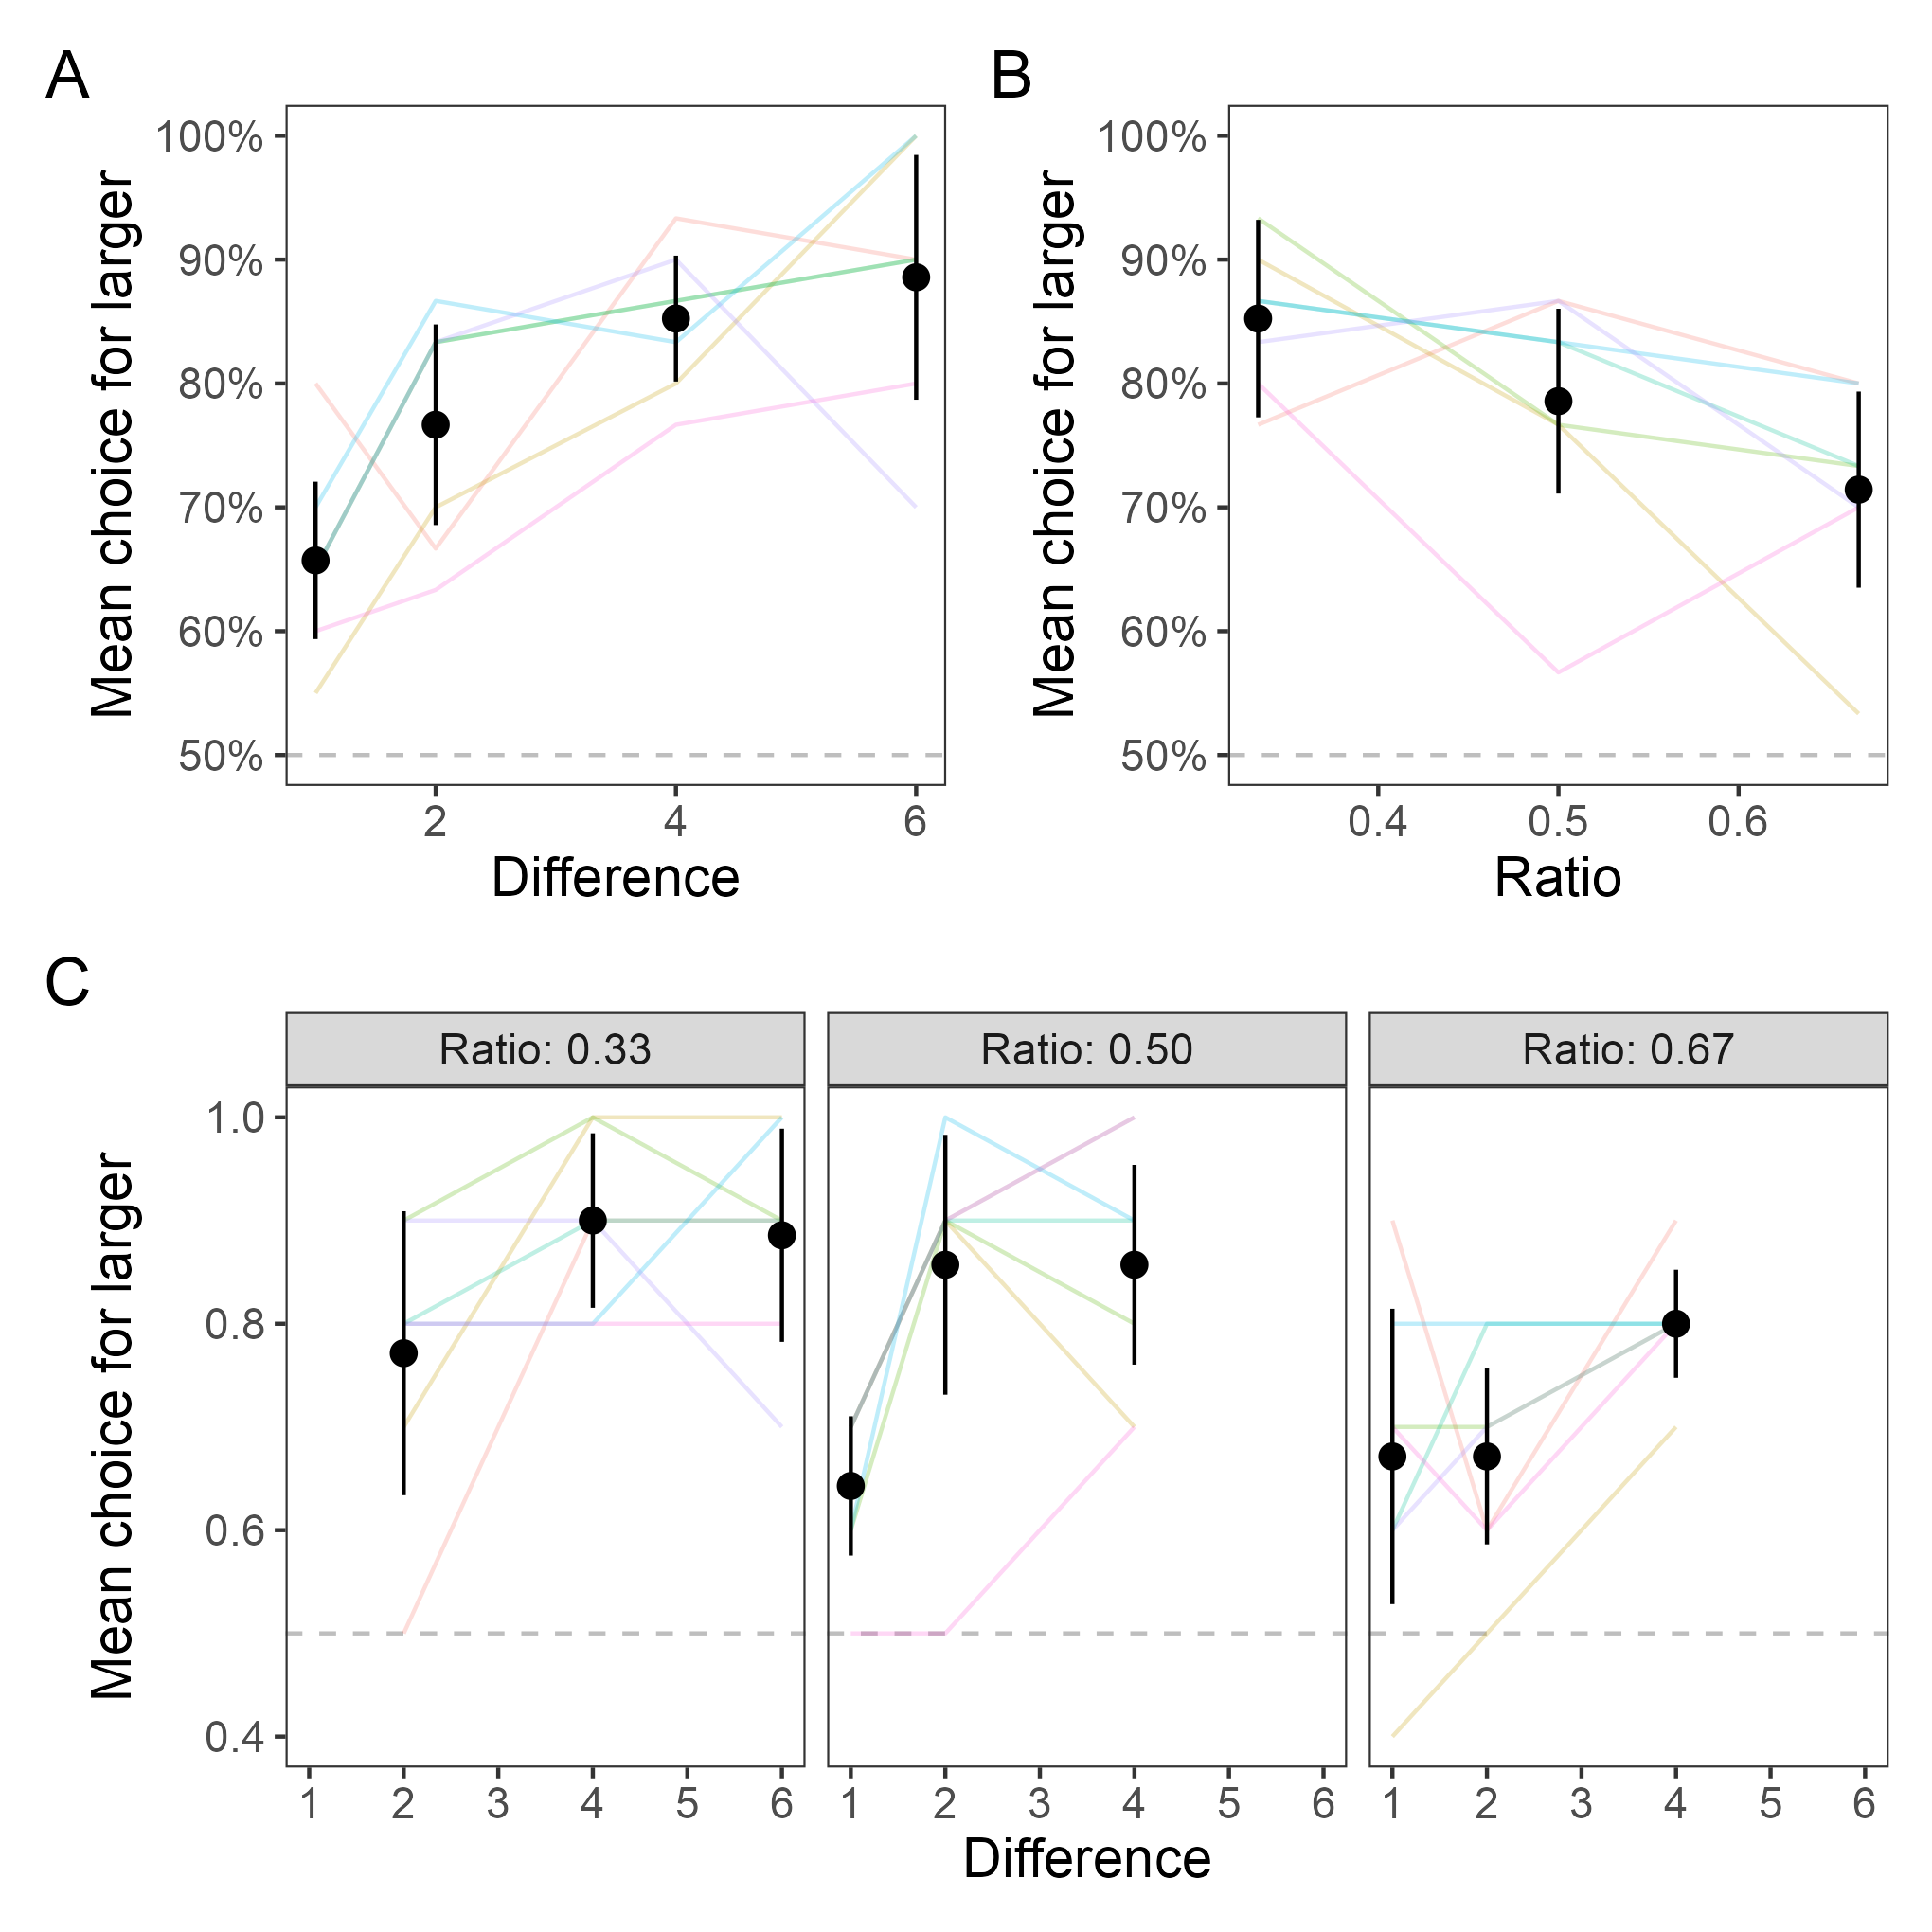 A
B
Mean choice for larger
100%
90%
80%
70%
60%
50%
2 4 6
Difference
Mean choice for larger
100%
90%
80%
70%
60%
50%
0.4 0.5 0.6
Ratio
C
Ratio: 0.33
Ratio: 0.50
Ratio: 0.67
Mean choice for larger
1.0
0.8
0.6
0.4
1 2 3 4 5 6
1 2 3 4 5 6
1 2 3 4 5 6
Difference